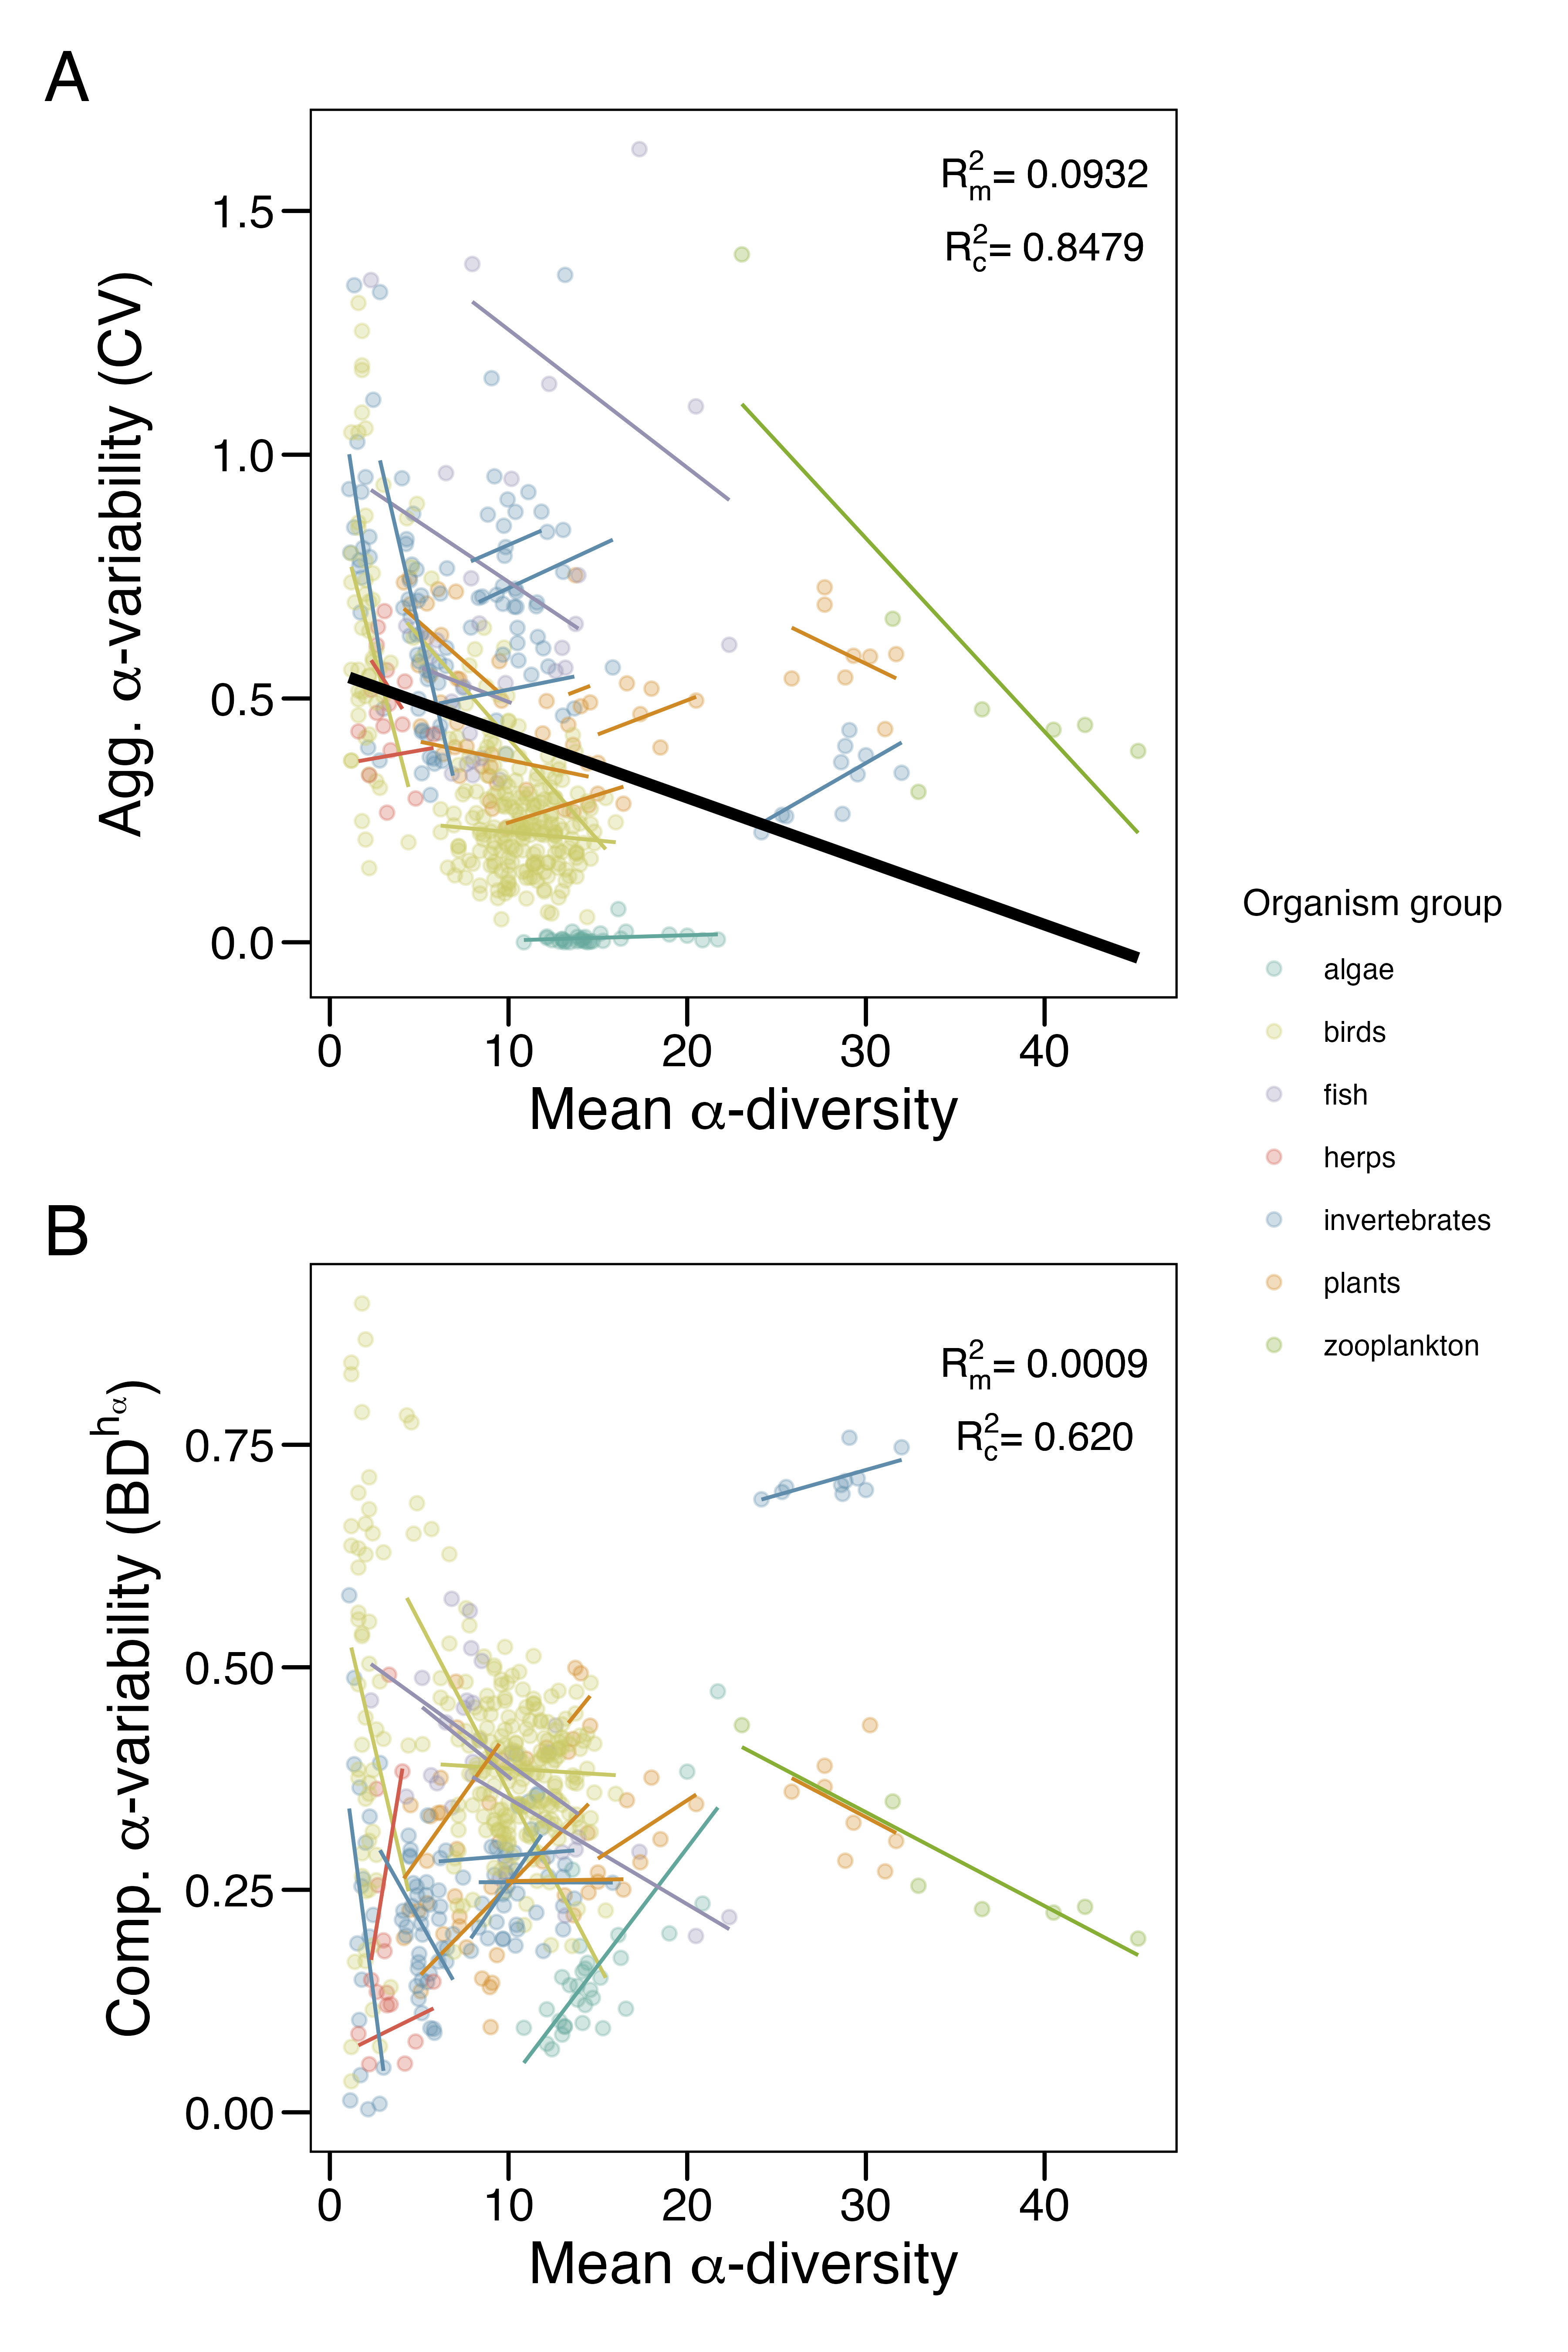 A
R²m= 0.0932
R²c= 0.8479
Agg. α-variability (CV)
1.5
1.0
0.5
0.0
0 10 20 30 40
Mean α-diversity
Organism group
algae
birds
fish
herps
invertebrates
plants
zooplankton
B
R²m= 0.0009
R²c= 0.620
Comp. α-variability (BD^hα)
0.75
0.50
0.25
0.00
0 10 20 30 40
Mean α-diversity